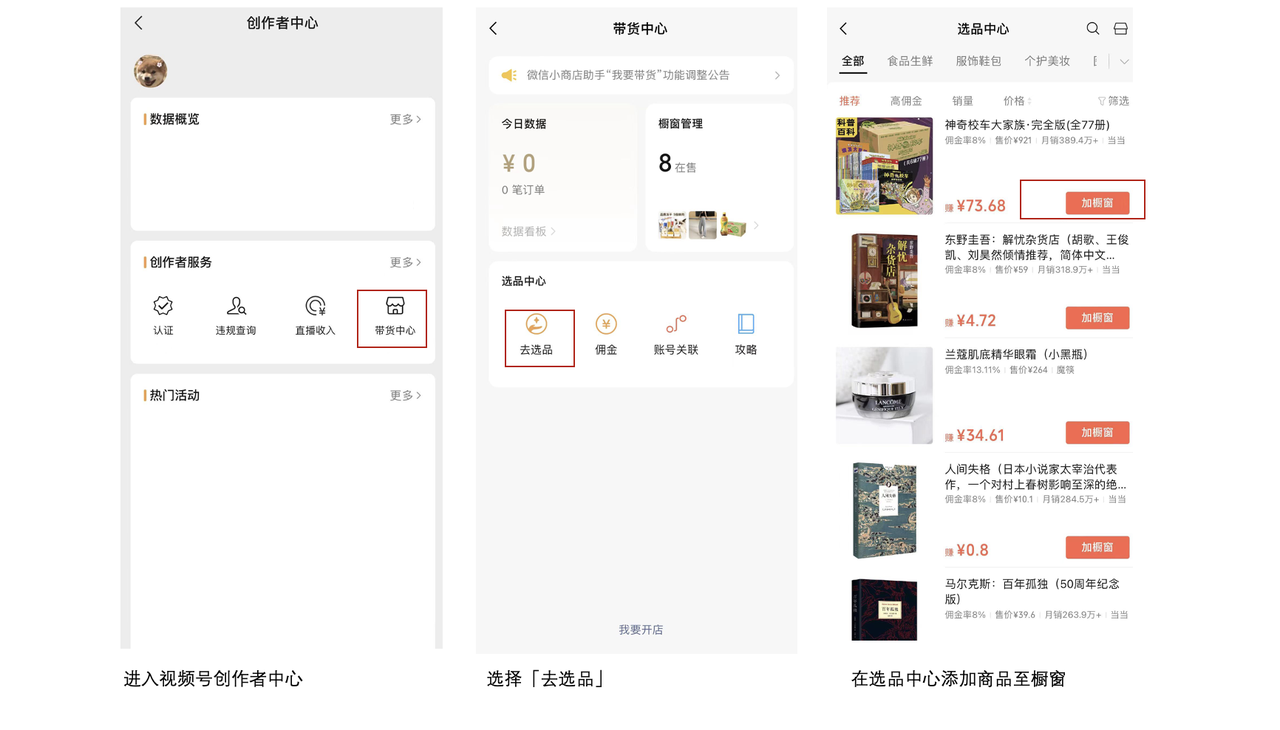 创作者中心
数据概览
更多
创作者服务
更多
认证
违规查询
直播收入
带货中心
热门活动
更多
进入视频号创作者中心
带货中心
微信小商店助手“我要带货”功能调整公告
今日数据
¥ 0
0 笔订单
数据看板
橱窗管理
8 在售
选品中心
去选品
佣金
账号关联
攻略
我要开店
选择「去选品」
选品中心
全部 食品生鲜 服饰鞋包 个护美妆
推荐 高佣金 销量 价格 筛选
科普
百科
神奇校车大家族·完全版(全77册)
佣金率8% 售价¥921 月销389.4万+ 当当
赚 ¥73.68 加橱窗
解忧
杂货店
东野圭吾：解忧杂货店（胡歌、王俊
凯、刘昊然倾情推荐，简体中文...
佣金率8% 售价¥59 月销318.9万+ 当当
赚 ¥4.72 加橱窗
LANCOME
兰蔻肌底精华眼霜（小黑瓶）
佣金率13.11% 售价¥264 魔筷
赚 ¥34.61 加橱窗
人间失格（日本小说家太宰治代表
作，一个对村上春树影响至深的绝...
佣金率8% 售价¥10.1 月销284.5万+ 当当
赚 ¥0.8 加橱窗
百年孤独
马尔克斯：百年孤独（50周年纪念
版）
佣金率8% 售价¥39.6 月销263.9万+ 当当
在选品中心添加商品至橱窗